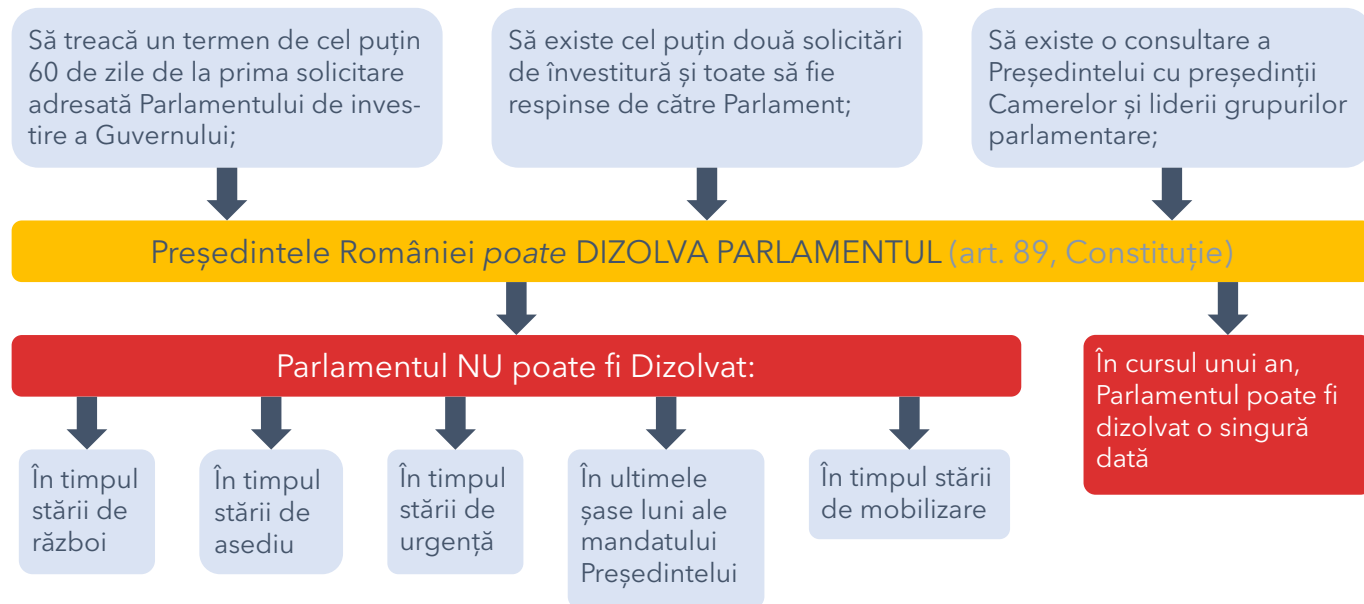 Să treacă un termen de cel puțin
60 de zile de la prima solicitare
adresată Parlamentului de inves-
tire a Guvernului;
Să existe cel puțin două solicitări
de învestitură și toate să fie
respinse de către Parlament;
Să existe o consultare a
Președintelui cu președinții
Camerelor și liderii grupurilor
parlamentare;
Președintele României poate DIZOLVA PARLAMENTUL (art. 89, Constituție)
Parlamentul NU poate fi Dizolvat:
În cursul unui an,
Parlamentul poate fi
dizolvat o singură
dată
În timpul
stării de
război
În timpul
stării de
asediu
În timpul
stării de
urgență
În ultimele
șase luni ale
mandatului
Președintelui
În timpul stării
de mobilizare